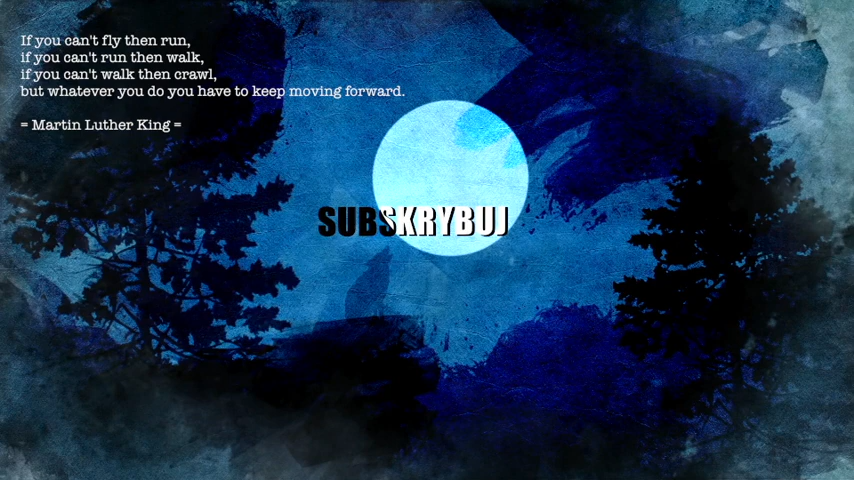 If you can't fly then run,
if you can't run then walk,
if you can't walk then crawl,
but whatever you do you have to keep moving forward.
= Martin Luther King =
SUBSKRYBUJ